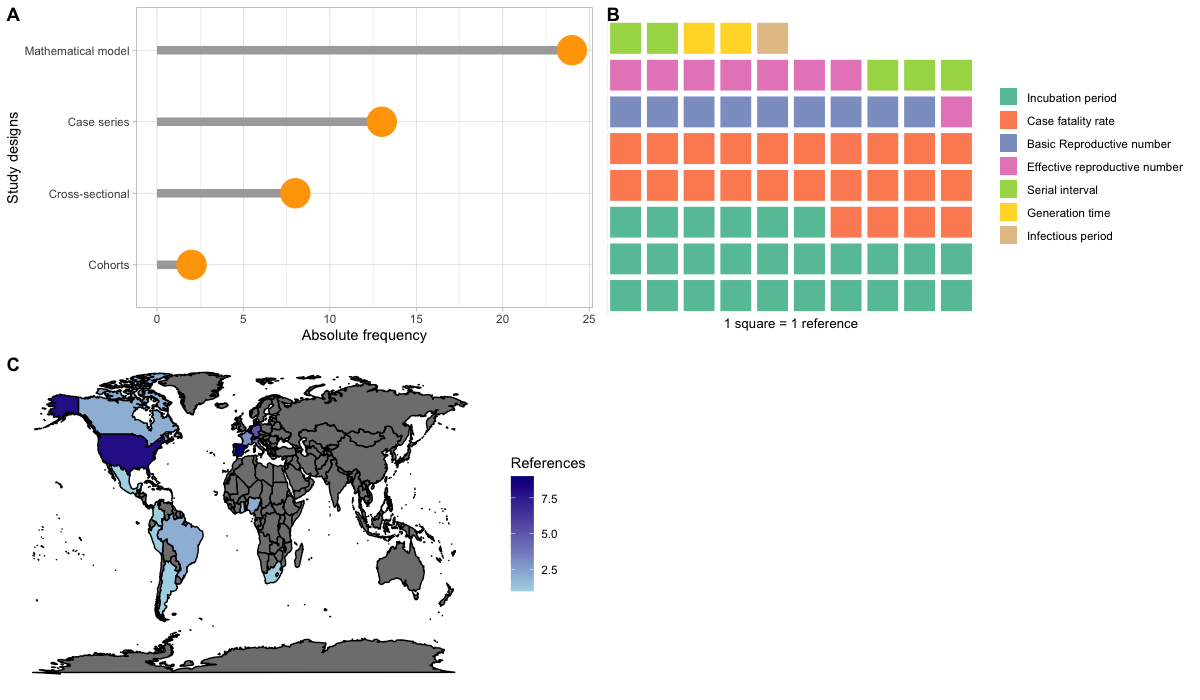 A
Study designs
Mathematical model
Case series
Cross-sectional
Cohorts
0 5 10 15 20 25
Absolute frequency
B
1 square = 1 reference
Incubation period
Case fatality rate
Basic Reproductive number
Effective reproductive number
Serial interval
Generation time
Infectious period
C
References
7.5
5.0
2.5